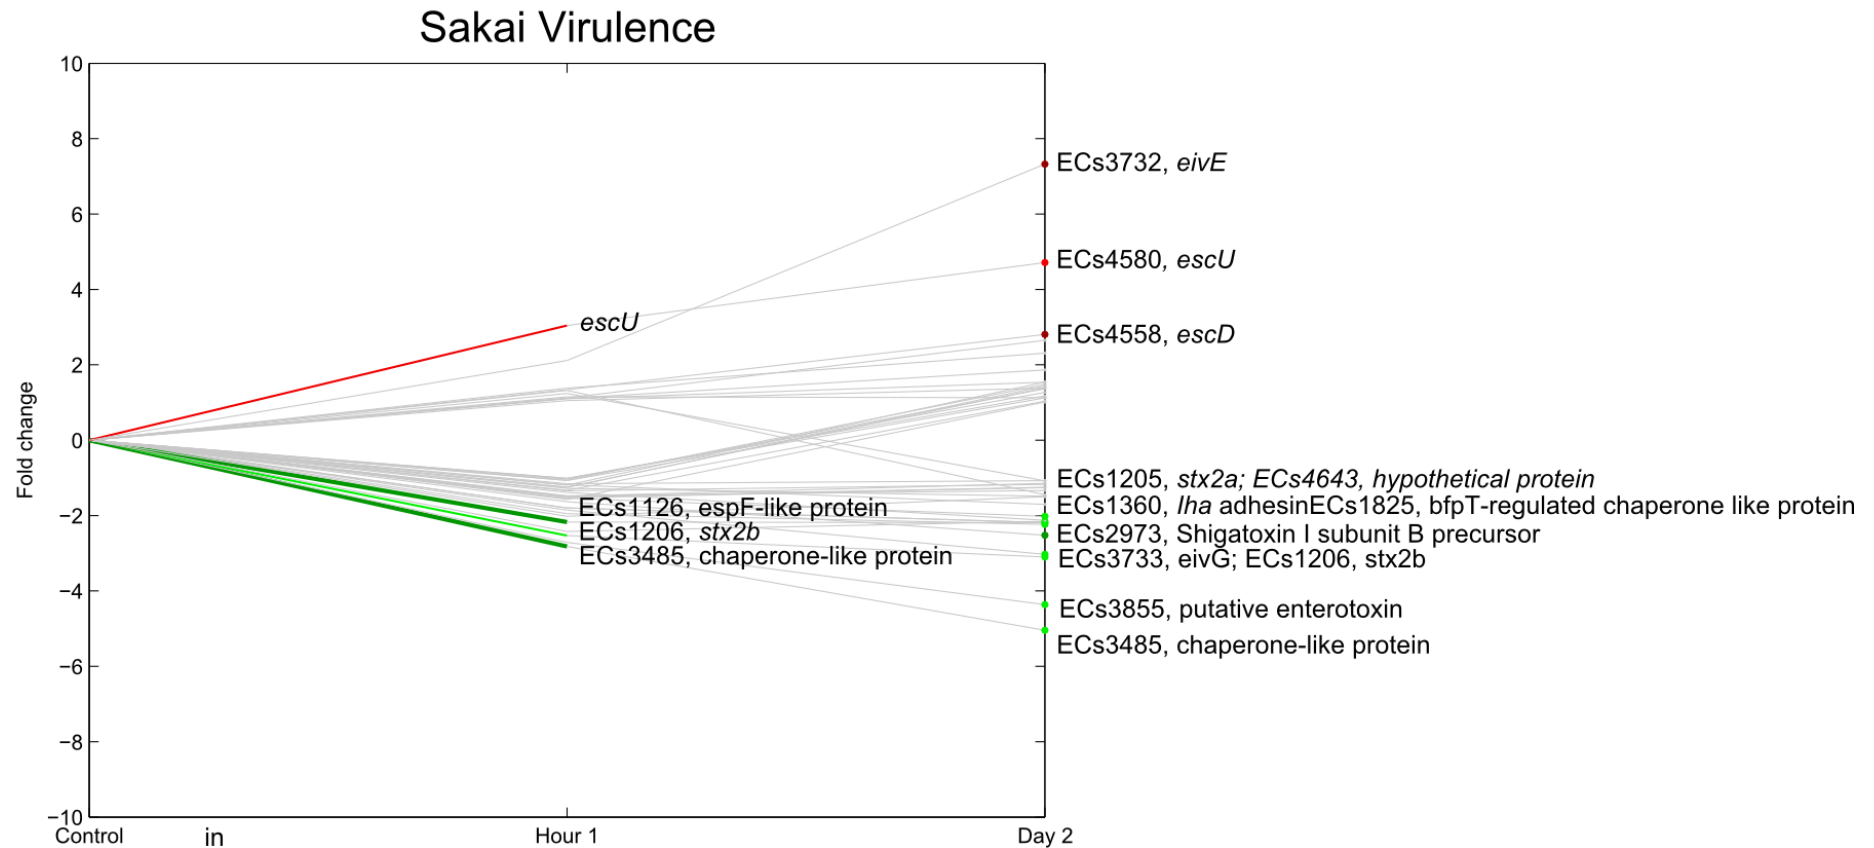 Sakai Virulence
10
8
6
4
2
0
−2
−4
−6
−8
−10
Fold change
Control
in
Hour 1
Day 2
escU
ECs1126, espF-like protein
ECs1206, stx2b
ECs3485, chaperone-like protein
ECs3732, eivE
ECs4580, escU
ECs4558, escD
ECs1205, stx2a; ECs4643, hypothetical protein
ECs1360, Iha adhesinECs1825, bfpT-regulated chaperone like protein
ECs2973, Shigatoxin I subunit B precursor
ECs3733, eivG; ECs1206, stx2b
ECs3855, putative enterotoxin
ECs3485, chaperone-like protein